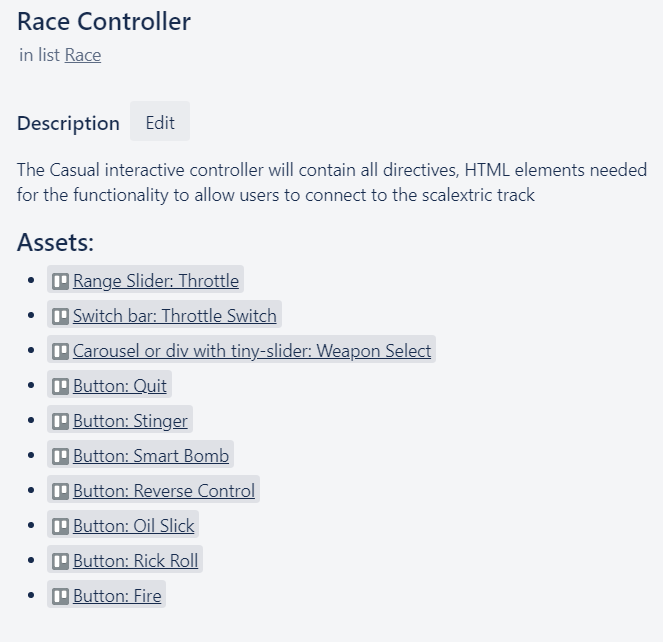 Race Controller
in list Race
Description Edit
The Casual interactive controller will contain all directives, HTML elements needed
for the functionality to allow users to connect to the scalextric track
Assets:
Range Slider: Throttle
Switch bar: Throttle Switch
Carousel or div with tiny-slider: Weapon Select
Button: Quit
Button: Stinger
Button: Smart Bomb
Button: Reverse Control
Button: Oil Slick
Button: Rick Roll
Button: Fire